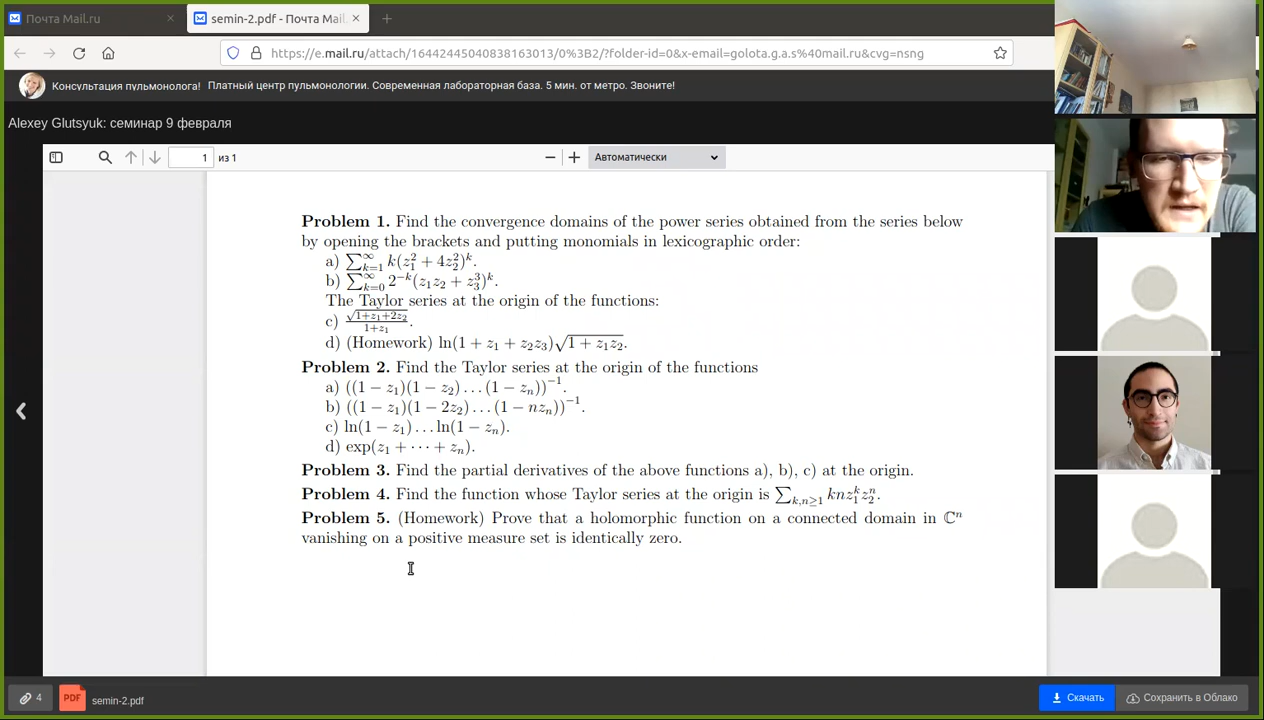 Почта Mail.ru
semin-2.pdf - Почта Mail.
https://e.mail.ru/attach/16442445040838163013/0%3B2/?folder-id=0&x-email=golota.g.a.s%40mail.ru&cvg=nsng
Консультация пульмонолога! Платный центр пульмонологии. Современная лабораторная база. 5 мин. от метро. Звоните!
Alexey Glutsyuk: семинар 9 февраля
1 из 1 Автоматически
Problem 1. Find the convergence domains of the power series obtained from the series below
by opening the brackets and putting monomials in lexicographic order:
a) ∑_{k=1}^{∞} k(z_1^2 + 4z_2^2)^k.
b) ∑_{k=0}^{∞} 2^{-k}(z_1z_2 + z_3^3)^k.
The Taylor series at the origin of the functions:
c) \frac{\sqrt{1+z_1+2z_2}}{1+z_1}.
d) (Homework) ln(1 + z_1 + z_2z_3)\sqrt{1 + z_1z_2}.
Problem 2. Find the Taylor series at the origin of the functions
a) ((1 − z_1)(1 − z_2) . . . (1 − z_n))^{−1}.
b) ((1 − z_1)(1 − 2z_2) . . . (1 − nz_n))^{−1}.
c) ln(1 − z_1) . . . ln(1 − z_n).
d) exp(z_1 + · · · + z_n).
Problem 3. Find the partial derivatives of the above functions a), b), c) at the origin.
Problem 4. Find the function whose Taylor series at the origin is ∑_{k,n≥1} knz_1^k z_2^n.
Problem 5. (Homework) Prove that a holomorphic function on a connected domain in ℂ^n
vanishing on a positive measure set is identically zero.
4 PDF semin-2.pdf Скачать Сохранить в Облако